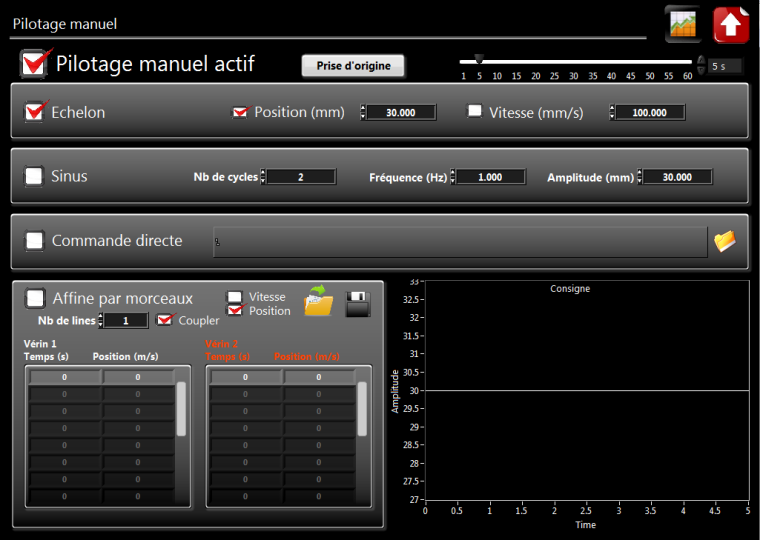 Pilotage manuel
Pilotage manuel actif
Prise d'origine
1 5 10 15 20 25 30 35 40 45 50 55 60
5 s
Echelon
Position (mm)
30.000
Vitesse (mm/s)
100.000
Sinus
Nb de cycles
2
Fréquence (Hz)
1.000
Amplitude (mm)
30.000
Commande directe
Affine par morceaux
Vitesse
Position
Nb de lines
1
Coupler
Vérin 1
Temps (s) Position (m/s)
0 0
0 0
0 0
0 0
0 0
0 0
0 0
0 0
Vérin 2
Temps (s) Position (m/s)
0 0
0 0
0 0
0 0
0 0
0 0
0 0
0 0
Consigne
Amplitude
33
32.5
32
31.5
31
30.5
30
29.5
29
28.5
28
27.5
27
0 0.5 1 1.5 2 2.5 3 3.5 4 4.5 5
Time